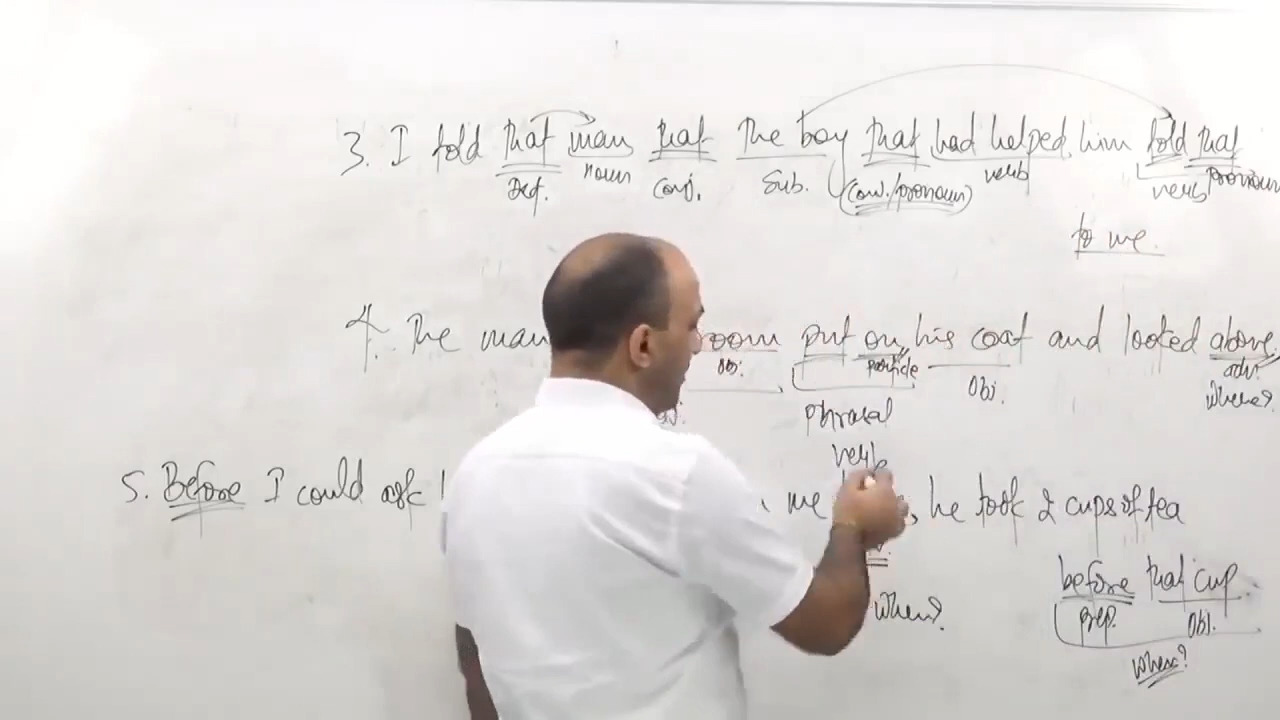 3. I told that man that the boy that had helped him told that
Det. noun conj. Sub. (conj./pronoun) verb verb pronoun
to me.
4. The man room put on his coat and looked above.
obj. particle obj. adv.
where?
phrasal
verb
5. Before I could ask me , he took 2 cups of tea
before that cup.
when? prep. obj.
when?